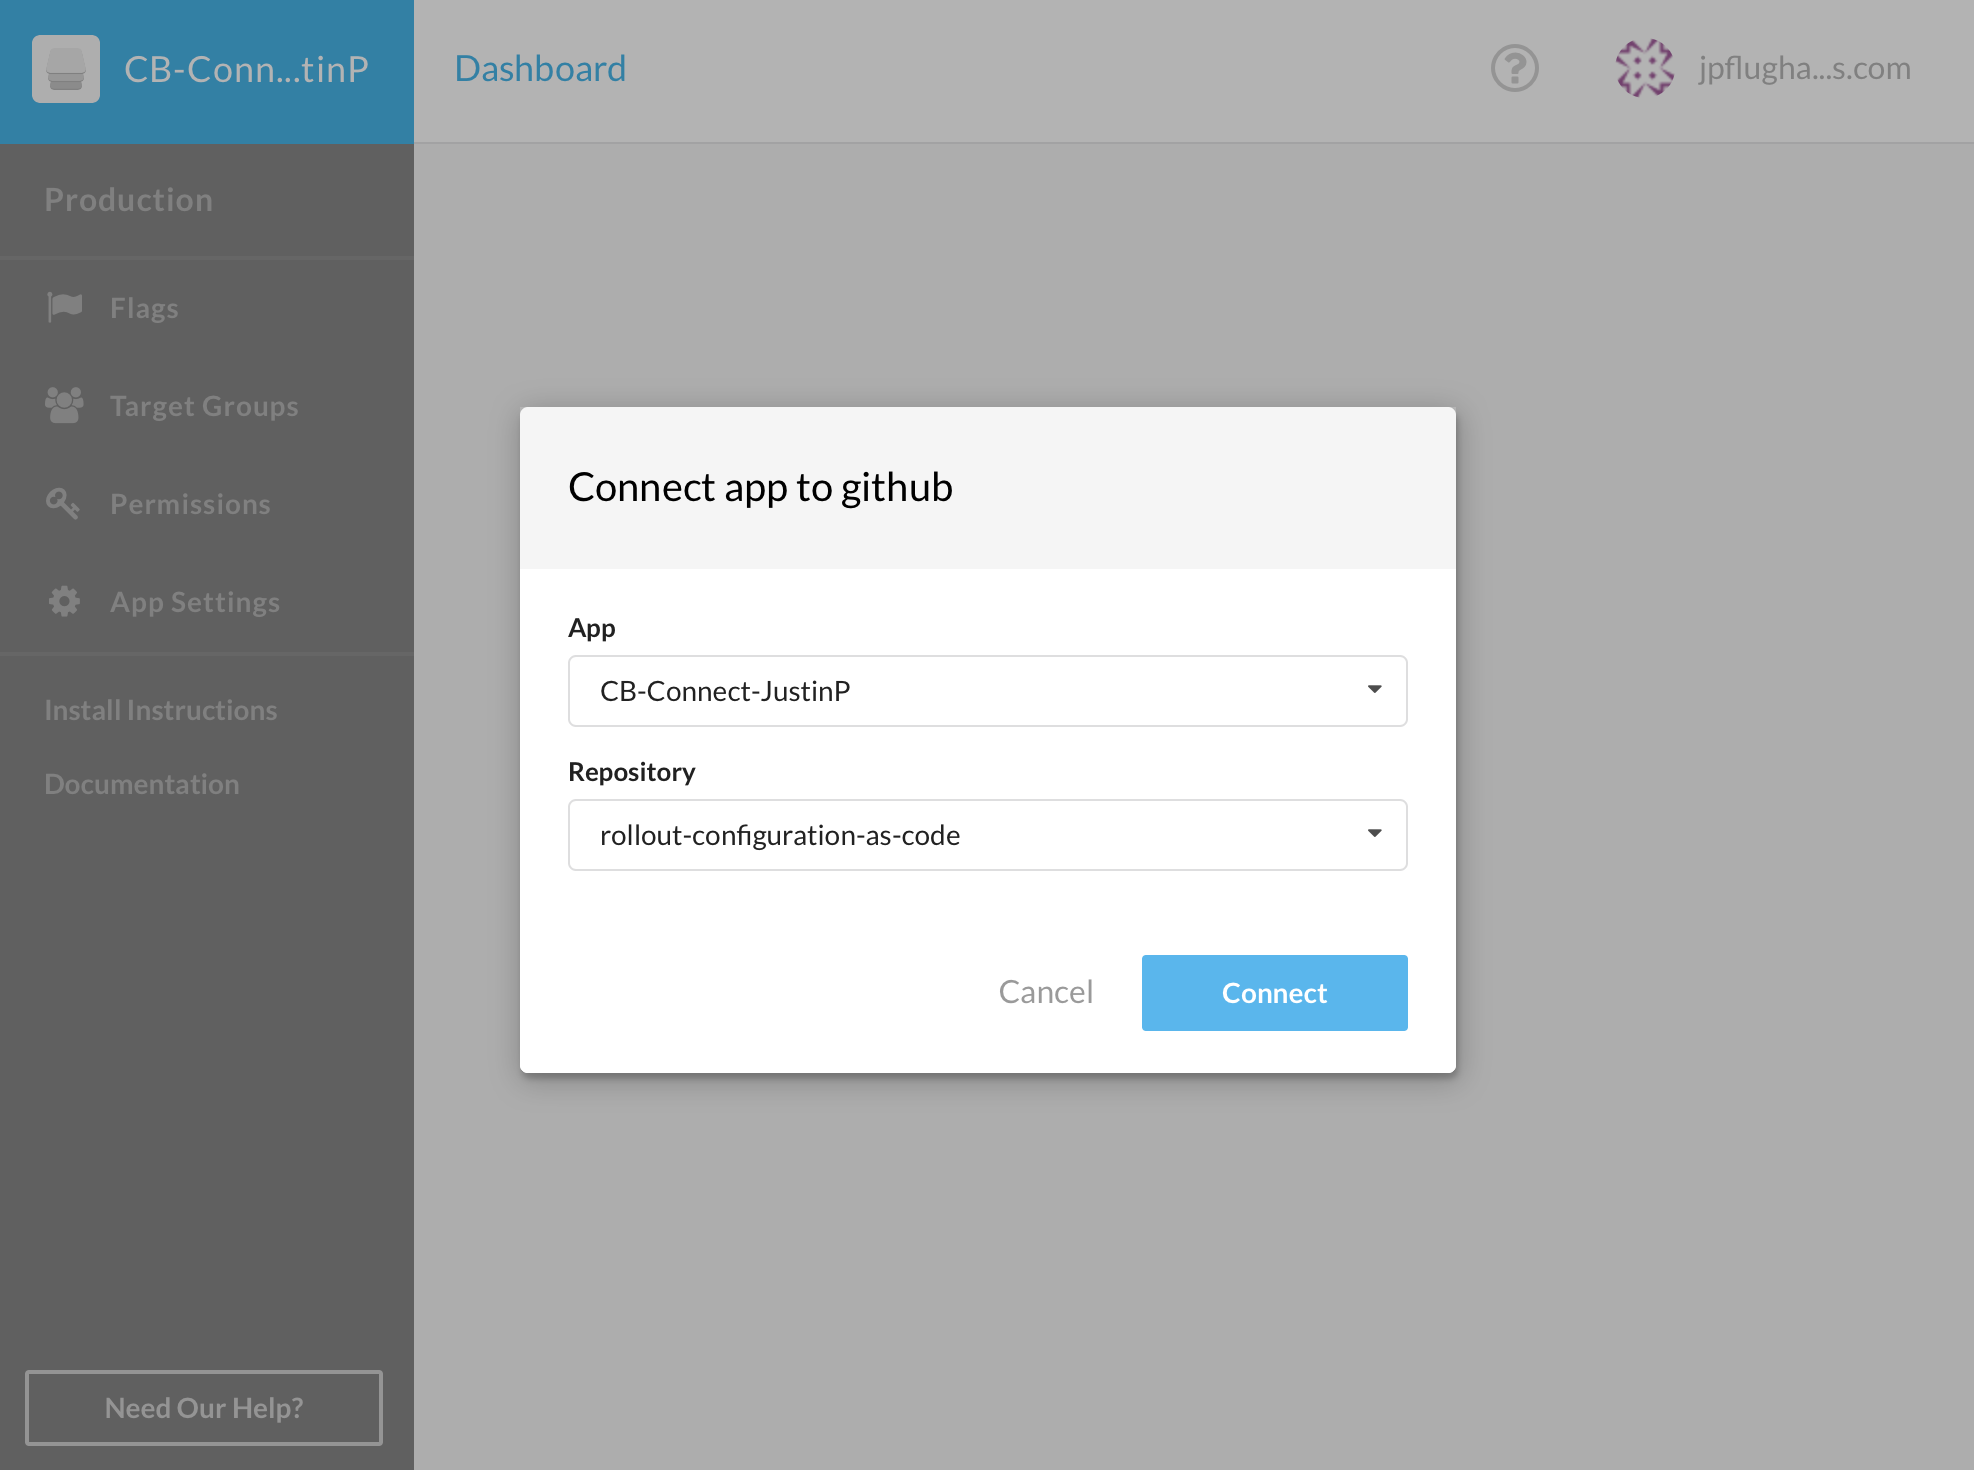 CB-Conn...tinP
Dashboard
?
jpflugha...s.com
Production
Flags
Target Groups
Permissions
App Settings
Install Instructions
Documentation
Need Our Help?
Connect app to github
App
CB-Connect-JustinP
Repository
rollout-configuration-as-code
Cancel
Connect